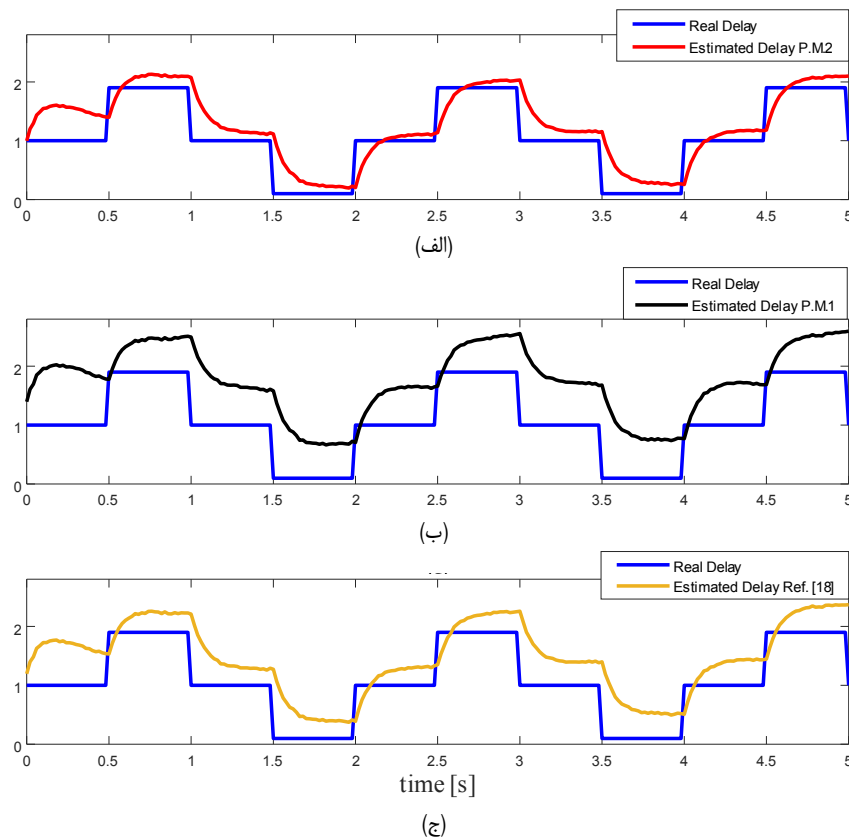 Real Delay
Estimated Delay P.M.2
2
1
0
0 0.5 1 1.5 2 2.5 3 3.5 4 4.5 5
(الف)
Real Delay
Estimated Delay P.M.1
2
1
0
0 0.5 1 1.5 2 2.5 3 3.5 4 4.5 5
(ب)
Real Delay
Estimated Delay Ref. [18]
2
1
0
0 0.5 1 1.5 2 2.5 3 3.5 4 4.5 5
time [s]
(ج)